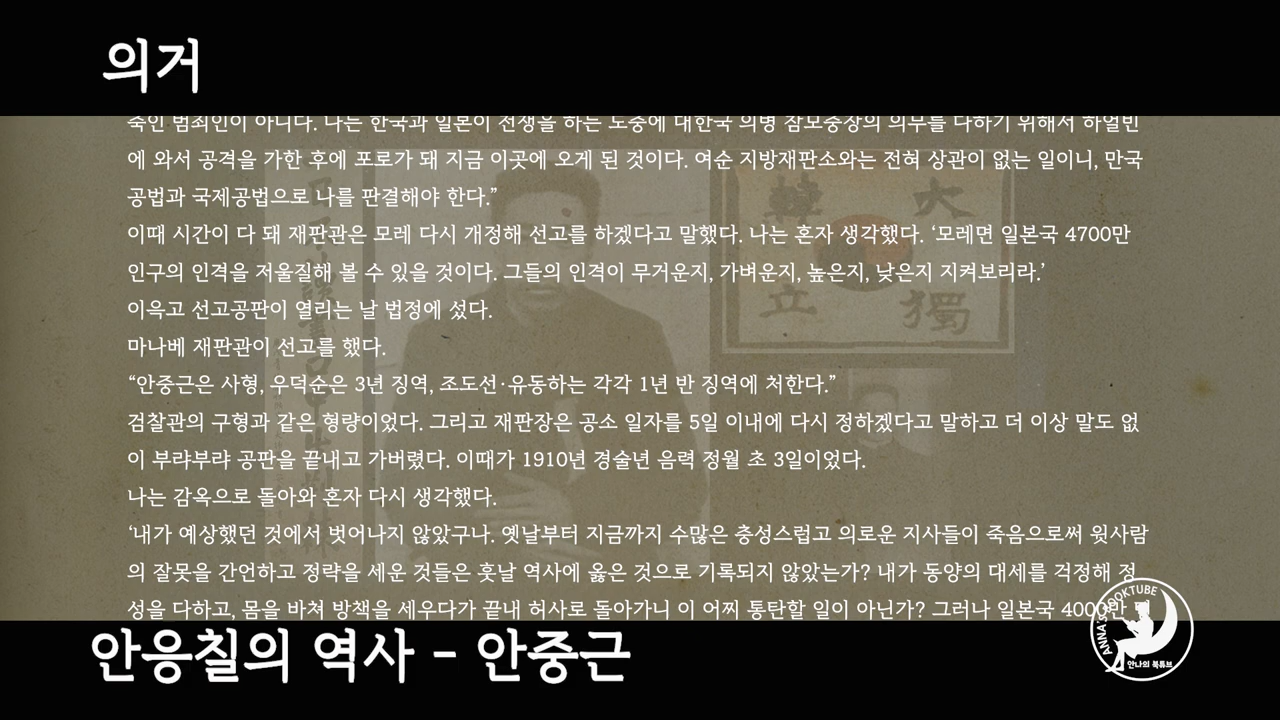 의거
죽인 범죄인이 아니다. 나는 한국과 일본이 전쟁을 하는 도중에 대한국 의병 참모중장의 의무를 다하기 위해서 하얼빈
에 와서 공격을 가한 후에 포로가 돼 지금 이곳에 오게 된 것이다. 여순 지방재판소와는 전혀 상관이 없는 일이니, 만국
공법과 국제공법으로 나를 판결해야 한다.”
이때 시간이 다 돼 재판관은 모레 다시 개정해 선고를 하겠다고 말했다. 나는 혼자 생각했다. ‘모레면 일본국 4700만
인구의 인격을 저울질해 볼 수 있을 것이다. 그들의 인격이 무거운지, 가벼운지, 높은지, 낮은지 지켜보리라.’
이윽고 선고공판이 열리는 날 법정에 섰다.
마나베 재판관이 선고를 했다.
“안중근은 사형, 우덕순은 3년 징역, 조도선·유동하는 각각 1년 반 징역에 처한다.”
검찰관의 구형과 같은 형량이었다. 그리고 재판장은 공소 일자를 5일 이내에 다시 정하겠다고 말하고 더 이상 말도 없
이 부랴부랴 공판을 끝내고 가버렸다. 이때가 1910년 경술년 음력 정월 초 3일이었다.
나는 감옥으로 돌아와 혼자 다시 생각했다.
‘내가 예상했던 것에서 벗어나지 않았구나. 옛날부터 지금까지 수많은 충성스럽고 의로운 지사들이 죽음으로써 윗사람
의 잘못을 간언하고 정략을 세운 것들은 훗날 역사에 옳은 것으로 기록되지 않았는가? 내가 동양의 대세를 걱정해 정
성을 다하고, 몸을 바쳐 방책을 세우다가 끝내 허사로 돌아가니 이 어찌 통탄할 일이 아닌가? 그러나 일본국 4000만
大
韓
獨
立
ANNA'S BOOKTUBE
안나의 북튜브
안응칠의 역사 - 안중근